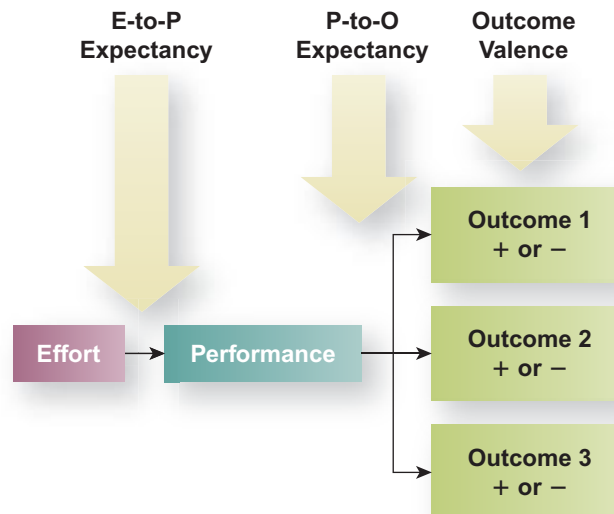 E-to-P
Expectancy
P-to-O
Expectancy
Outcome
Valence
Outcome 1
+ or −
Effort
Performance
Outcome 2
+ or −
Outcome 3
+ or −